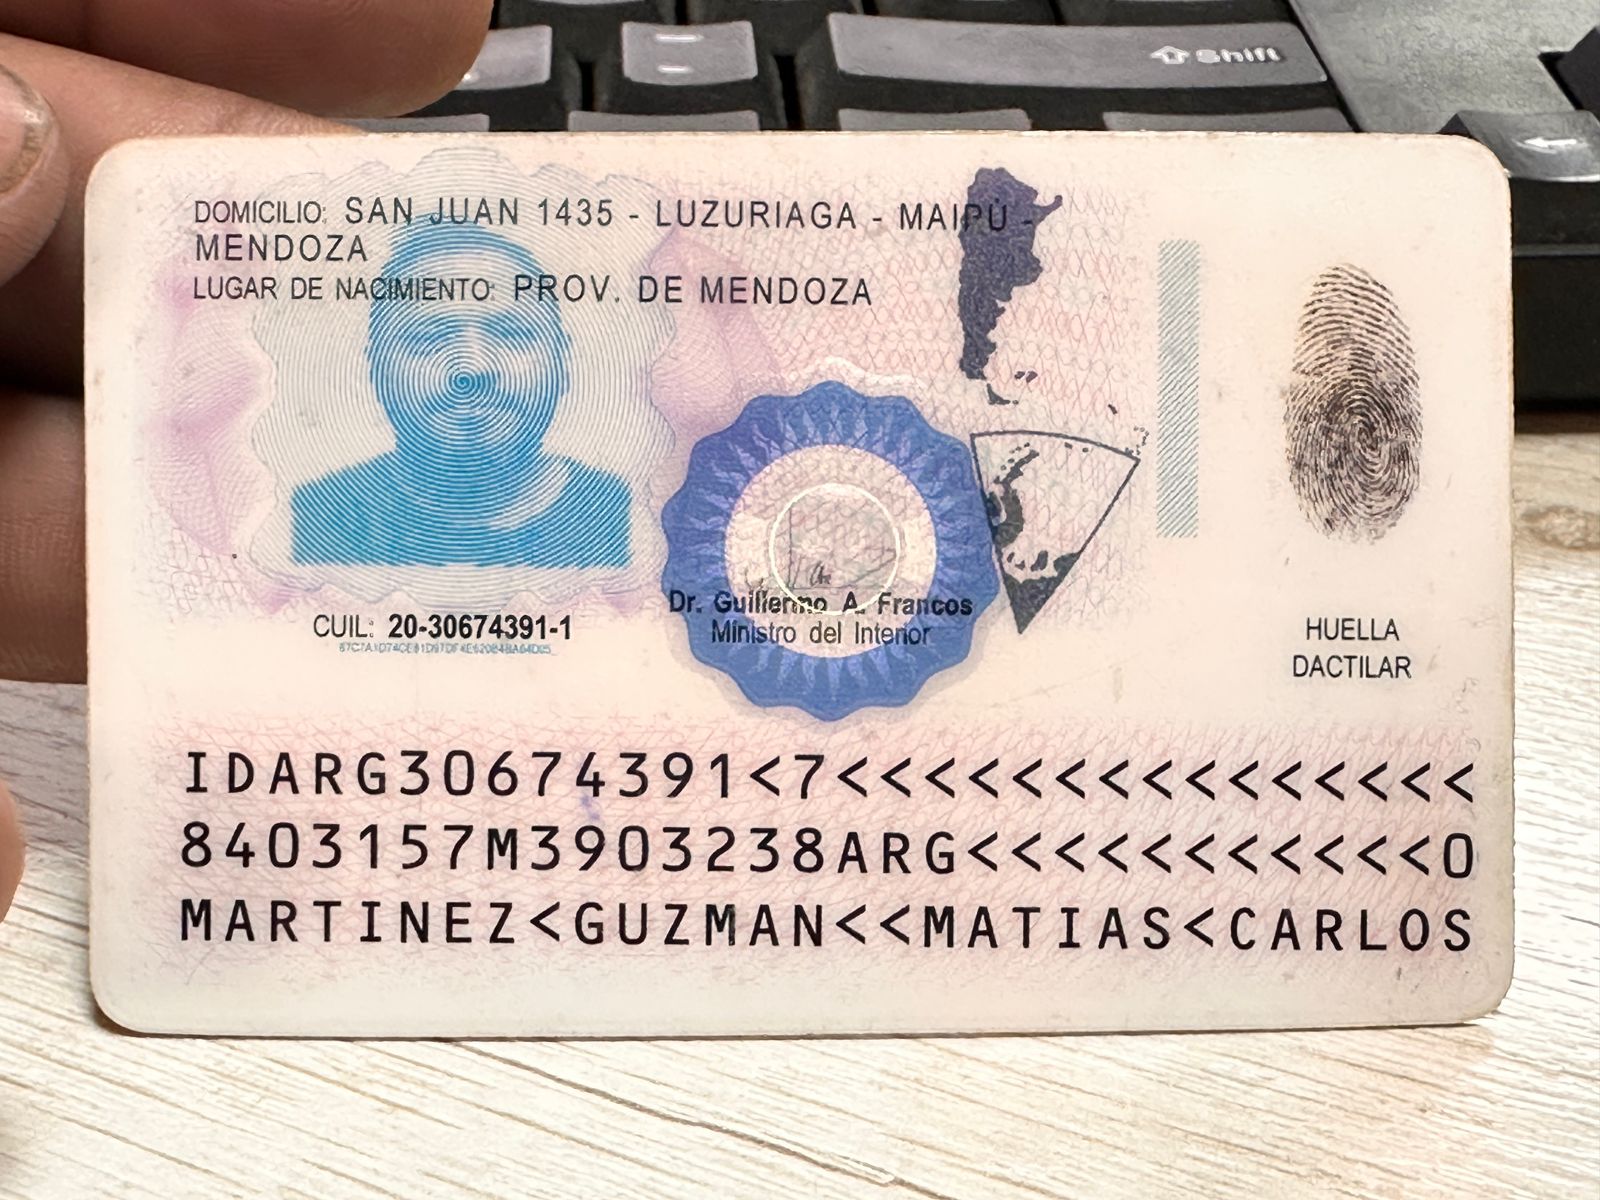 Shift
DOMICILIO: SAN JUAN 1435 - LUZURIAGA - MAIPÚ -
MENDOZA
LUGAR DE NACIMIENTO: PROV. DE MENDOZA
CUIL: 20-30674391-1
Dr. Guillermo A. Francos
Ministro del Interior
HUELLA
DACTILAR
IDARG30674391<7<<<<<<<<<<<<<<<
8403157M3903238ARG<<<<<<<<<<<0
MARTINEZ<GUZMAN<<MATIAS<CARLOS